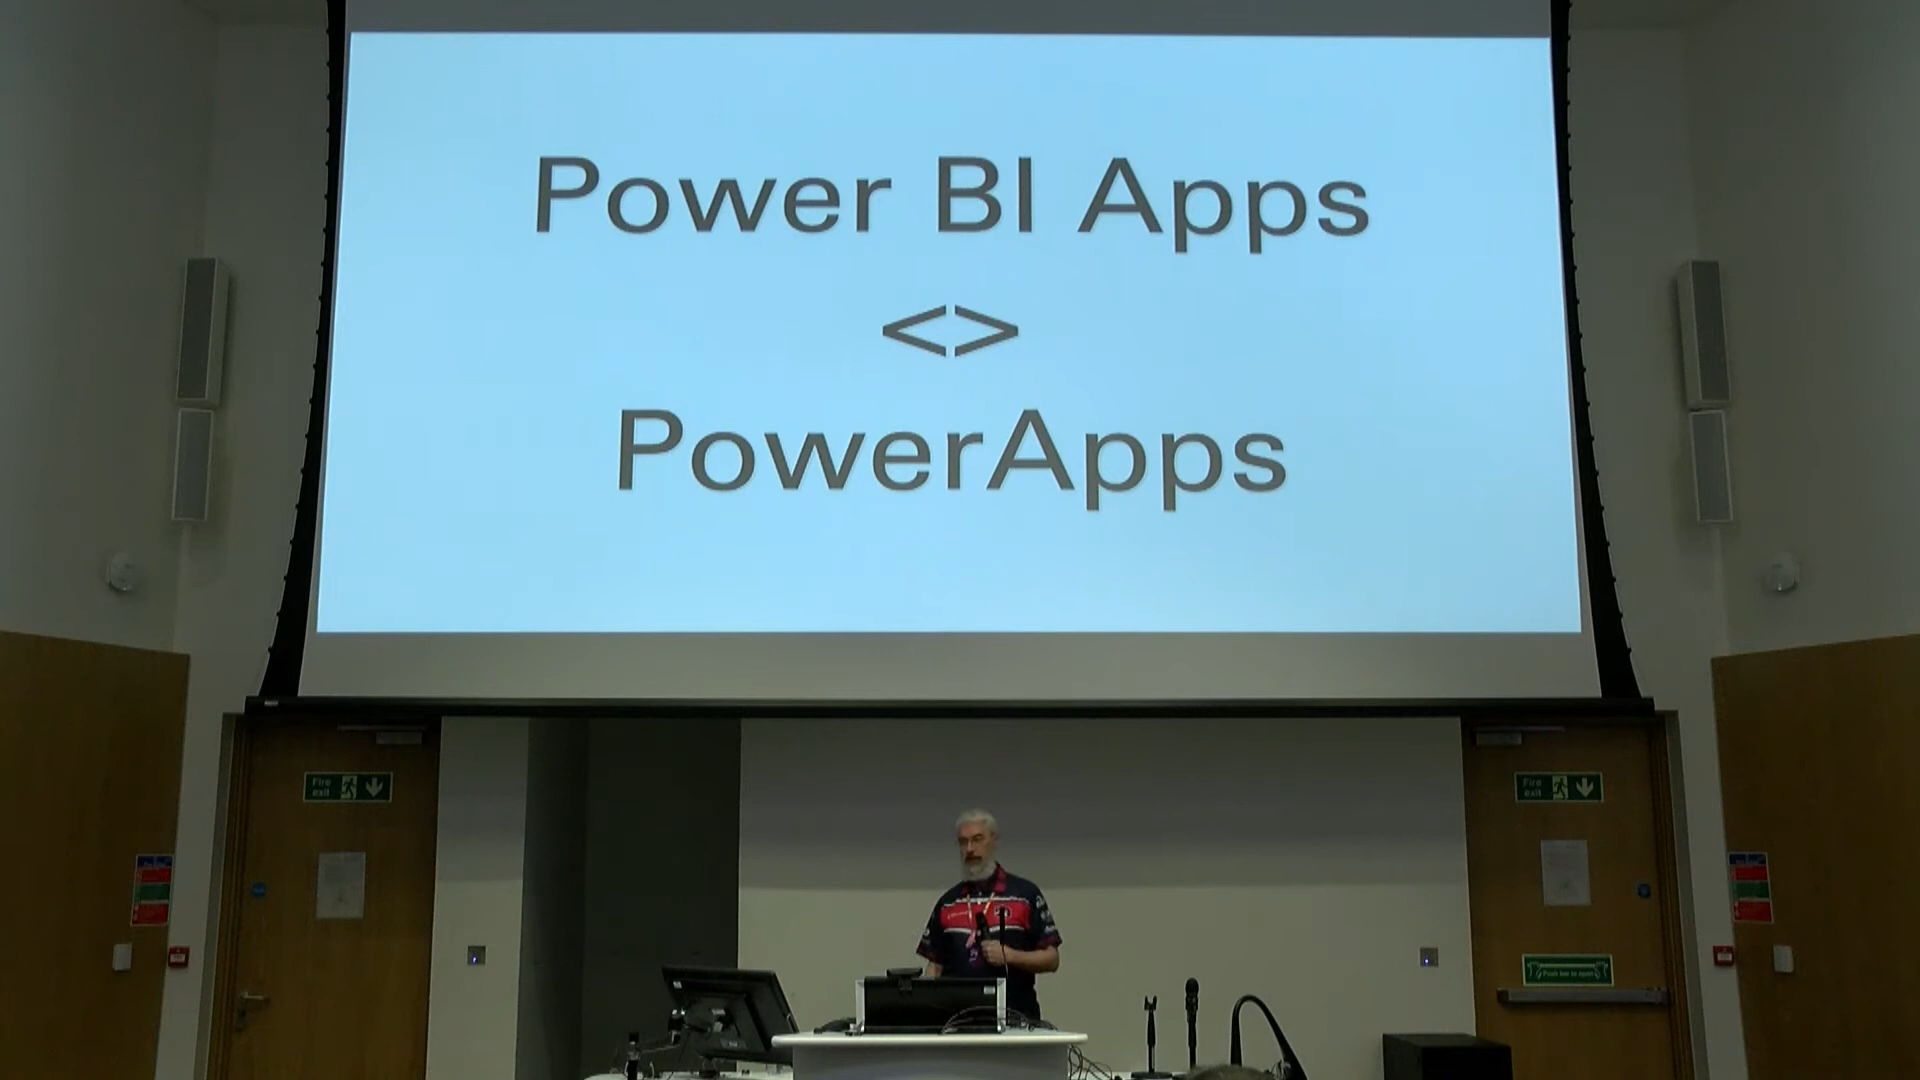 Power BI Apps
<>
PowerApps
Fire
exit
Fire
exit
Push bar to open